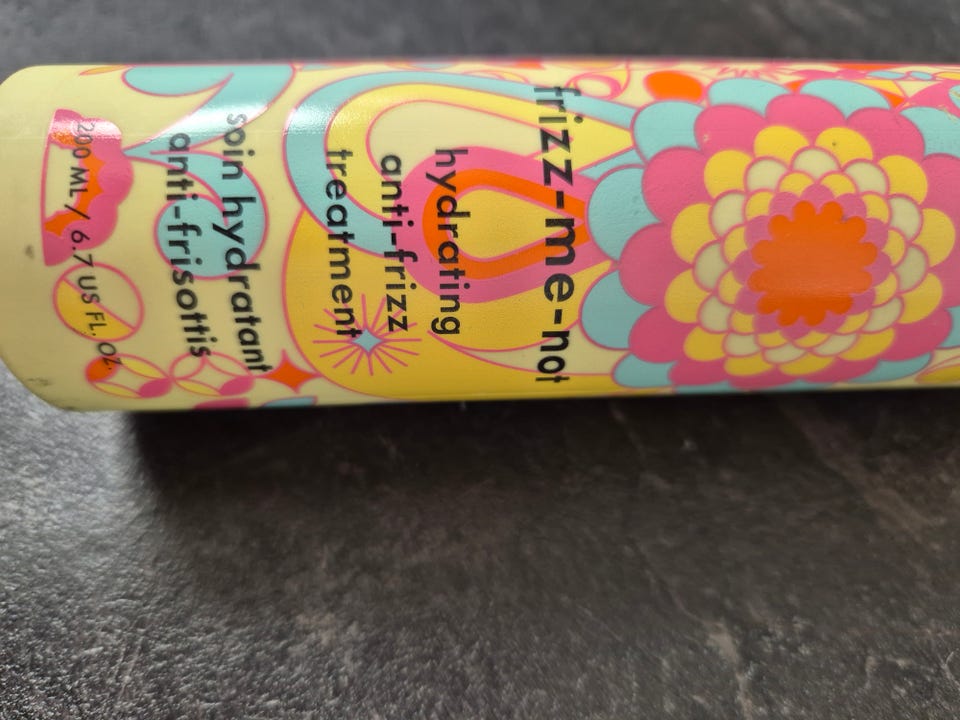 frizz-me-not
hydrating
anti-frizz
treatment
soin hydratant
anti-frisottis
200 ML / 6.7 US FL. OZ.